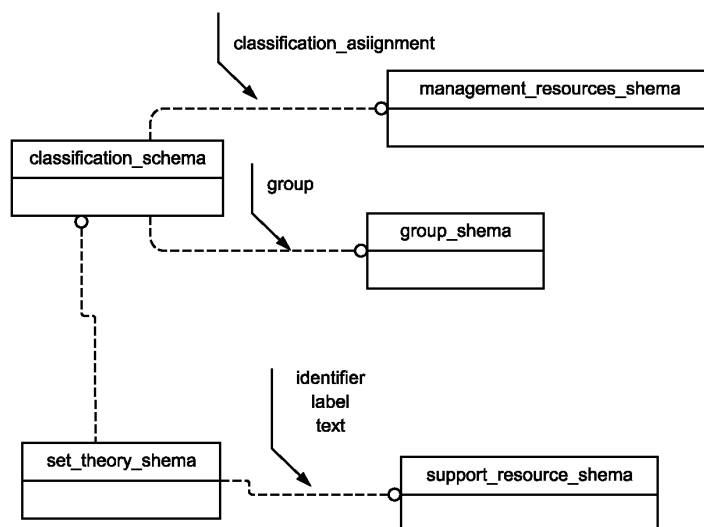 classification_asiignment
management_resources_shema
classification_schema
group
group_shema
identifier
label
text
set_theory_shema
support_resource_shema